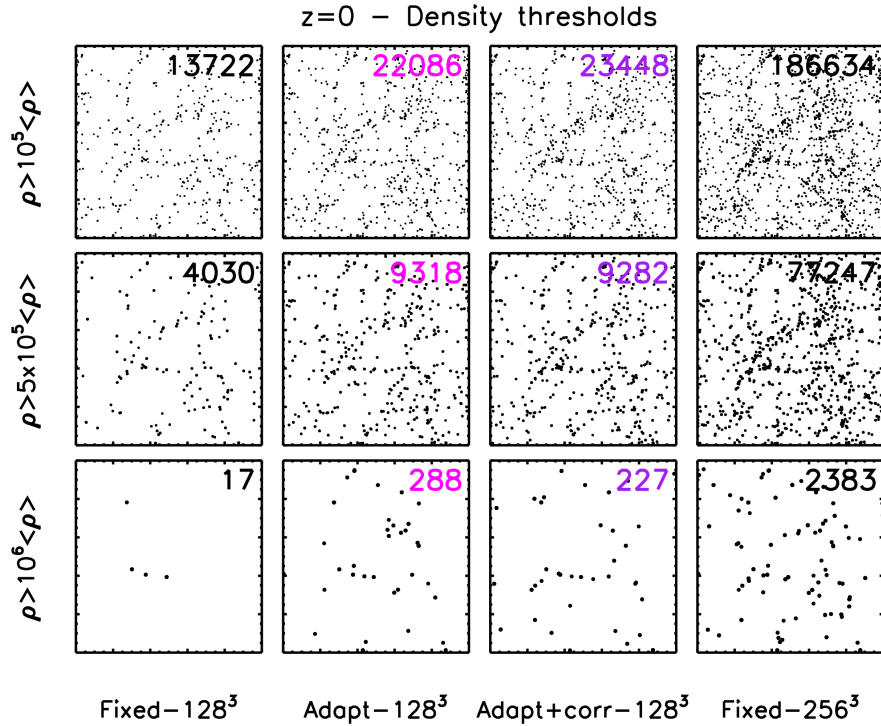 z=0 – Density thresholds
ρ>10⁵<ρ>
13722
22086
23448
186634
ρ>5x10⁵<ρ>
4030
9318
9282
77247
ρ>10⁶<ρ>
17
288
227
2383
Fixed–128³
Adapt–128³
Adapt+corr–128³
Fixed–256³